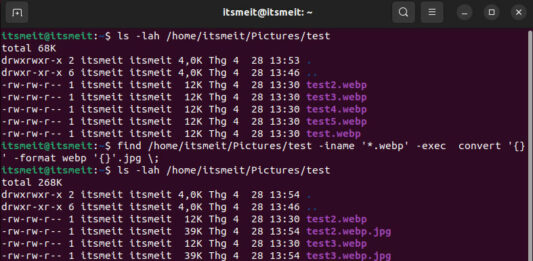 itsmeit@itsmeit: ~
itsmeit@itsmeit:~$ ls -lah /home/itsmeit/Pictures/test
total 68K
drwxrwxr-x 2 itsmeit itsmeit 4,0K Thg 4  28 13:53 .
drwxr-xr-x 6 itsmeit itsmeit 4,0K Thg 4  28 13:46 ..
-rw-rw-r-- 1 itsmeit itsmeit  12K Thg 4  28 13:30 test2.webp
-rw-rw-r-- 1 itsmeit itsmeit  12K Thg 4  28 13:30 test3.webp
-rw-rw-r-- 1 itsmeit itsmeit  12K Thg 4  28 13:30 test4.webp
-rw-rw-r-- 1 itsmeit itsmeit  12K Thg 4  28 13:30 test5.webp
-rw-rw-r-- 1 itsmeit itsmeit  12K Thg 4  28 13:30 test.webp
itsmeit@itsmeit:~$ find /home/itsmeit/Pictures/test -iname '*.webp' -exec  convert '{}
' -format webp '{}'.jpg \;
itsmeit@itsmeit:~$ ls -lah /home/itsmeit/Pictures/test
total 268K
drwxrwxr-x 2 itsmeit itsmeit 4,0K Thg 4  28 13:54 .
drwxr-xr-x 6 itsmeit itsmeit 4,0K Thg 4  28 13:46 ..
-rw-rw-r-- 1 itsmeit itsmeit  12K Thg 4  28 13:30 test2.webp
-rw-rw-r-- 1 itsmeit itsmeit  39K Thg 4  28 13:54 test2.webp.jpg
-rw-rw-r-- 1 itsmeit itsmeit  12K Thg 4  28 13:30 test3.webp
-rw-rw-r-- 1 itsmeit itsmeit  39K Thg 4  28 13:54 test3.webp.jpg